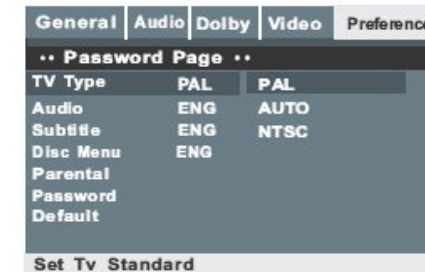 General Audio Dolby Video Preference
·· Password Page ··
TV Type PAL PAL
Audio ENG AUTO
Subtitle ENG NTSC
Disc Menu ENG
Parental
Password
Default
Set Tv Standard